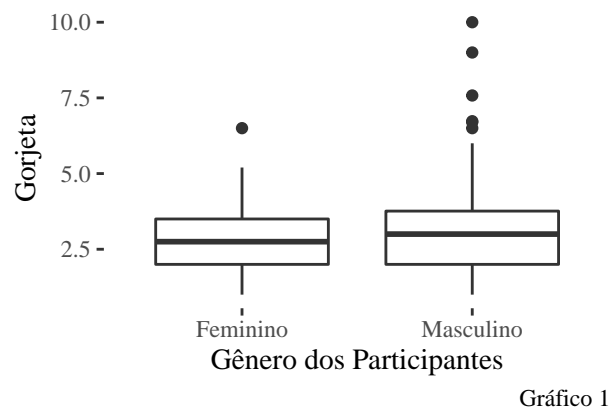 10.0
7.5
5.0
2.5
Gorjeta
Feminino
Masculino
Gênero dos Participantes
Gráfico 1